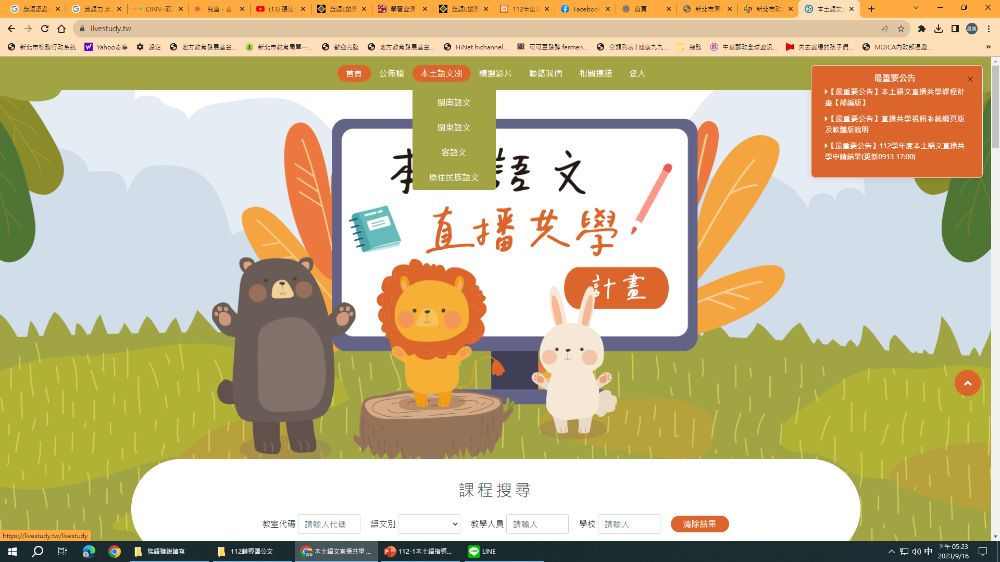 族語認證
英語力 英
CIRN─國
兒童．青
(13) 張清
族語E樂園
學習資源
族語E樂園
112年度
Facebook
首頁
新北市原
新北市政
本土語文直
livestudy.tw
昌榮
新北市校務行政系統
Yahoo奇摩
設定
地方教育發展基金...
新北市教育局單一...
歡迎光臨
地方教育發展基金...
HiNet hichannel...
可可豆發酵 fermen...
分類列表 | 健康九九...
總務
中華郵政全球資訊...
失去賽場的孩子們...
MOICA內政部憑證...
»
首頁
公佈欄
本土語文別
精選影片
聯絡我們
相關連結
登入
閩南語文
閩東語文
客語文
原住民族語文
最重要公告
【最重要公告】本土語文直播共學課程計
畫【部編版】
【最重要公告】直播共學視訊系統網頁版
及軟體版說明
【最重要公告】112學年度本土語文直播共
學申請結果(更新0913 17:00)
本 語 文
直播共學
計畫
課程搜尋
教室代碼 請輸入代碼
語文別
教學人員 請輸入
學校 請輸入
清除結果
https://livestudy.tw/livestudy
族語聽說讀寫
112輔導團公文
本土語文直播共學 ...
112-1本土語指導...
LINE
中
下午 05:23
2023/9/16